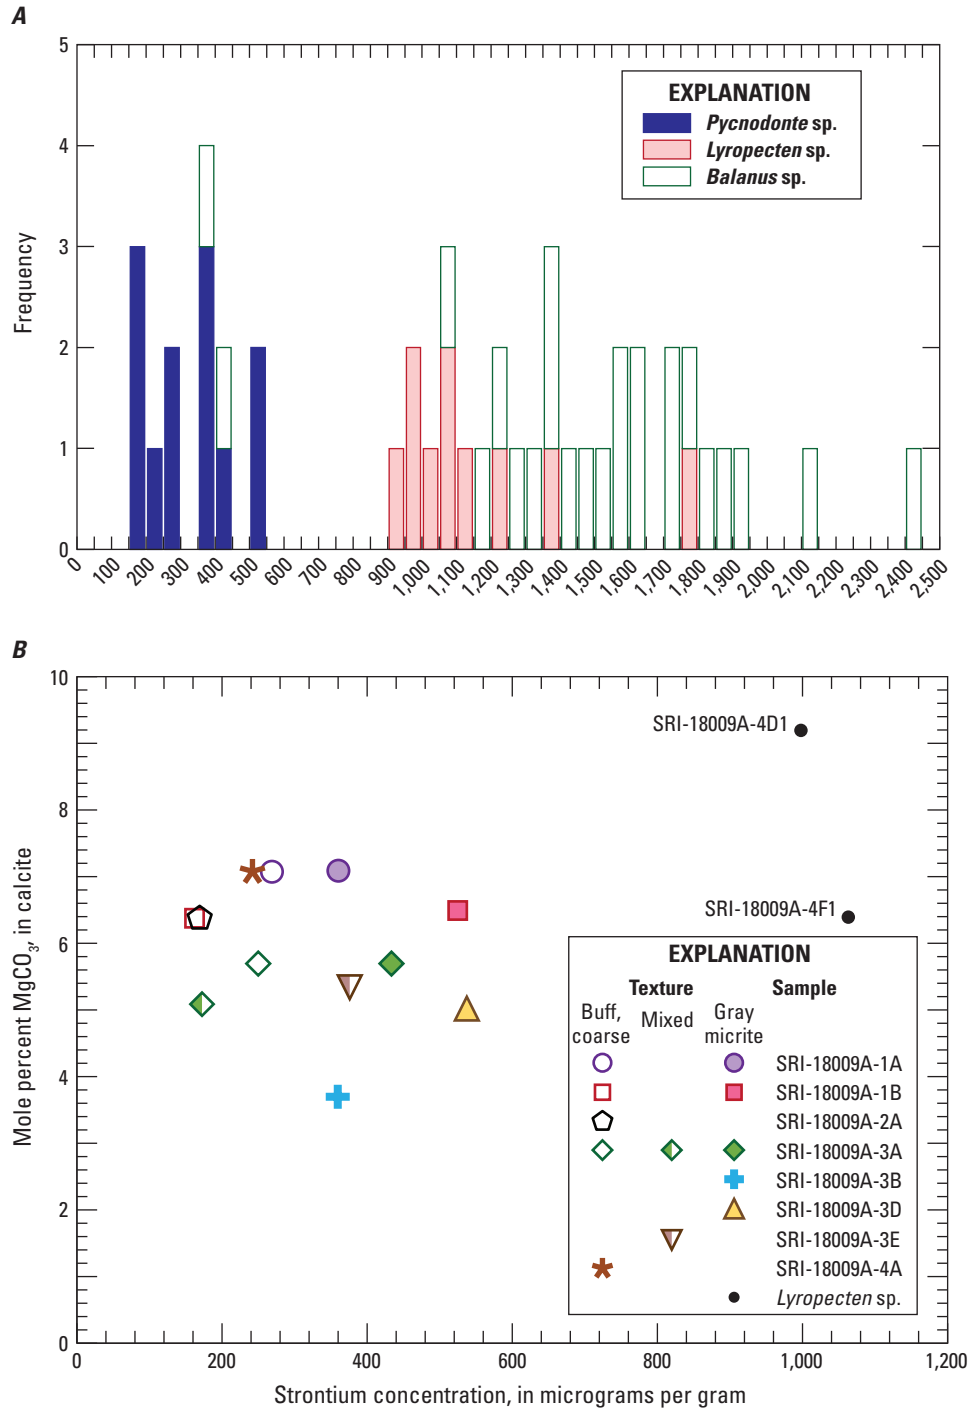 A
5
4
3
2
1
0
Frequency
EXPLANATION
Pycnodonte sp.
Lyropecten sp.
Balanus sp.
0 100 200 300 400 500 600 700 800 900 1,000 1,100 1,200 1,300 1,400 1,500 1,600 1,700 1,800 1,900 2,000 2,100 2,200 2,300 2,400 2,500
B
10
8
6
4
2
0
Mole percent MgCO3, in calcite
SRI-18009A-4D1
SRI-18009A-4F1
EXPLANATION
Texture Sample
Buff, coarse Mixed Gray micrite
SRI-18009A-1A
SRI-18009A-1B
SRI-18009A-2A
SRI-18009A-3A
SRI-18009A-3B
SRI-18009A-3D
SRI-18009A-3E
SRI-18009A-4A
Lyropecten sp.
0 200 400 600 800 1,000 1,200
Strontium concentration, in micrograms per gram